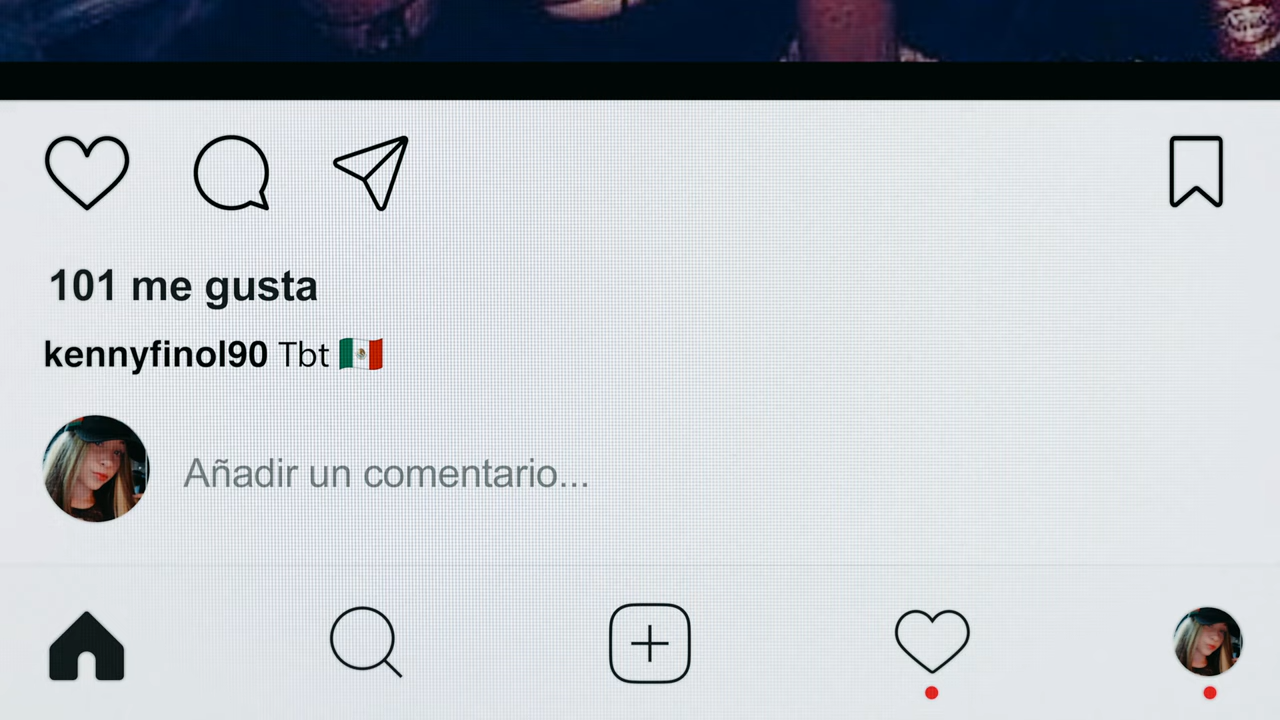 101 me gusta
kennyfinol90 Tbt 🇲🇽
Añadir un comentario...